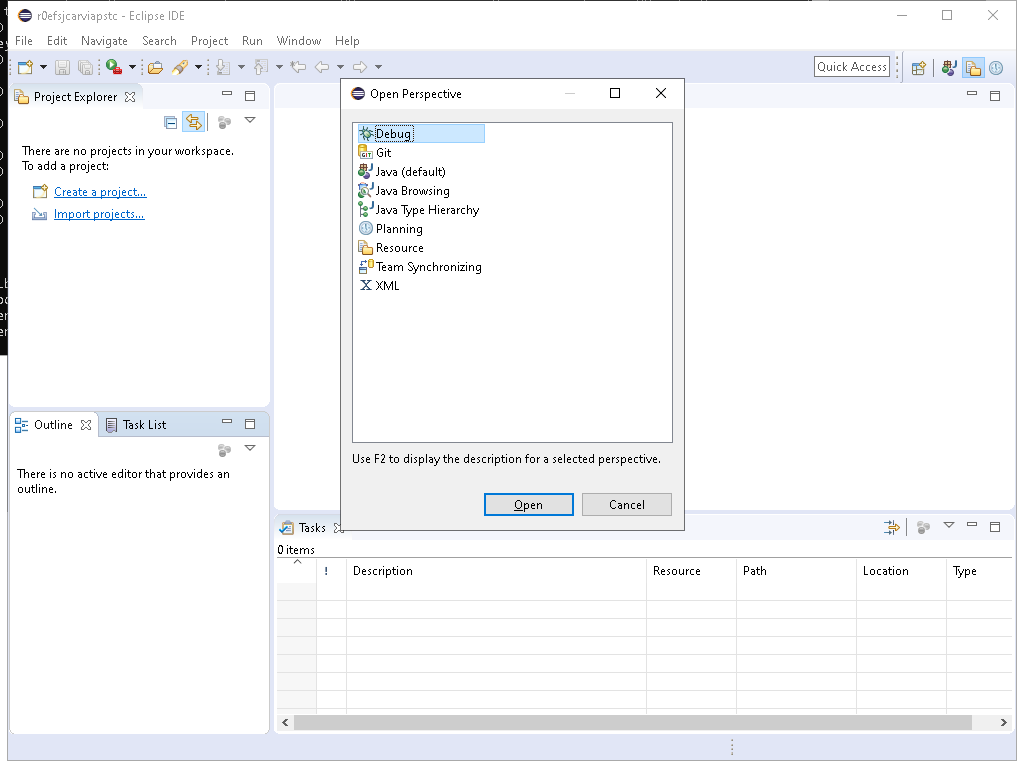 r0efsjcarviapstc - Eclipse IDE
File Edit Navigate Search Project Run Window Help
Quick Access
Project Explorer
There are no projects in your workspace.
To add a project:
Create a project...
Import projects...
Outline
Task List
There is no active editor that provides an
outline.
Open Perspective
Debug
Git
Java (default)
Java Browsing
Java Type Hierarchy
Planning
Resource
Team Synchronizing
XML
Use F2 to display the description for a selected perspective.
Open
Cancel
Tasks
0 items
! Description Resource Path Location Type